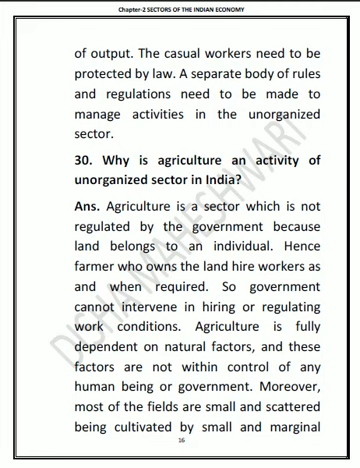 Chapter-2 SECTORS OF THE INDIAN ECONOMY
of output. The casual workers need to be
protected by law. A separate body of rules
and regulations need to be made to
manage activities in the unorganized
sector.
30. Why is agriculture an activity of
unorganized sector in India?
Ans. Agriculture is a sector which is not
regulated by the government because
land belongs to an individual. Hence
farmer who owns the land hire workers as
and when required. So government
cannot intervene in hiring or regulating
work conditions. Agriculture is fully
dependent on natural factors, and these
factors are not within control of any
human being or government. Moreover,
most of the fields are small and scattered
being cultivated by small and marginal
16
DISHA MAHESHWARI